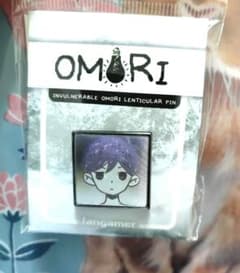 OMORI
INVULNERABLE OMORI LENTICULAR PIN
fangamer